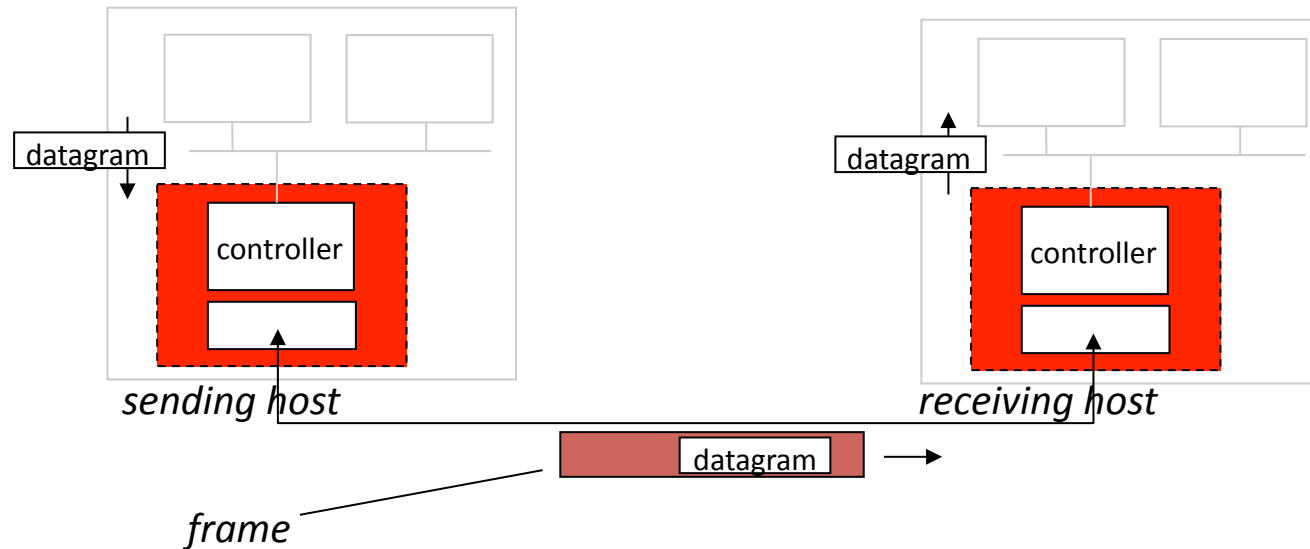 datagram
datagram
controller
controller
sending host
receiving host
datagram
frame